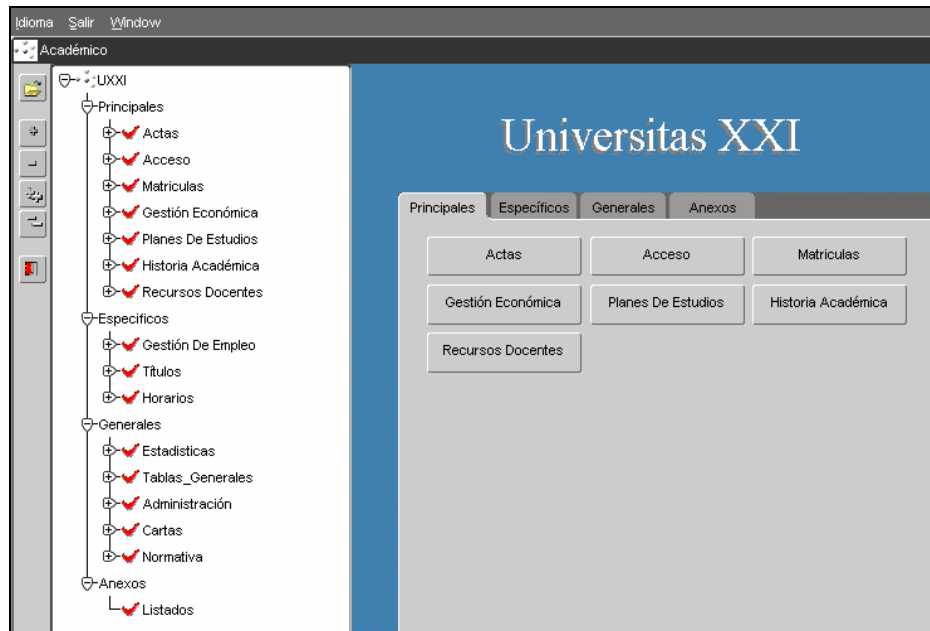 Idioma Salir Window
Académico
UXXI
Principales
Actas
Acceso
Matriculas
Gestión Económica
Planes De Estudios
Historia Académica
Recursos Docentes
Especificos
Gestión De Empleo
Títulos
Horarios
Generales
Estadisticas
Tablas_Generales
Administración
Cartas
Normativa
Anexos
Listados
Universitas XXI
Principales Específicos Generales Anexos
Actas Acceso Matriculas
Gestión Económica Planes De Estudios Historia Académica
Recursos Docentes